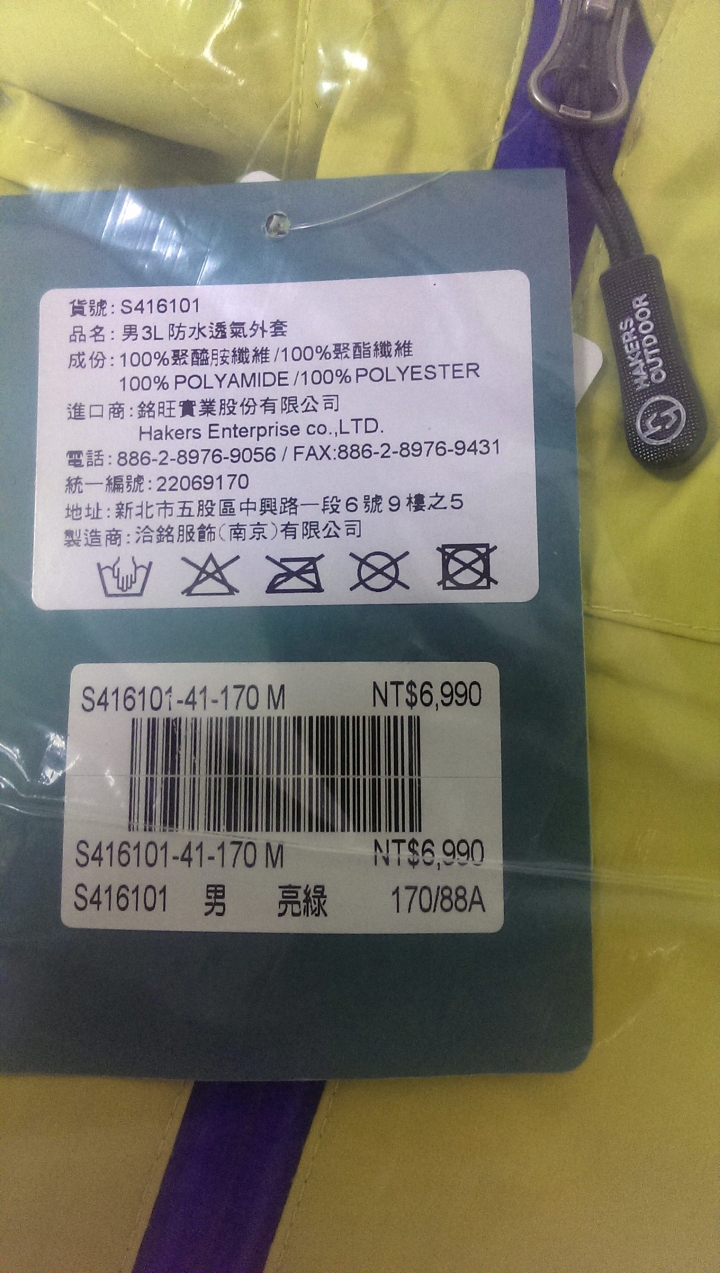 貨號:S416101
品名:男3L防水透氣外套
成份:100%聚醯胺纖維/100%聚酯纖維
100% POLYAMIDE/100%POLYESTER
進口商:銘旺實業股份有限公司
Hakers Enterprise co.,LTD.
電話:886-2-8976-9056 / FAX:886-2-8976-9431
統一編號:22069170
地址:新北市五股區中興路一段6號9樓之5
製造商:洽銘服飾(南京)有限公司
S416101-41-170 M NT$6,990
S416101-41-170 M NT$6,990
S416101 男 亮綠 170/88A
HAKERS
OUTDOOR